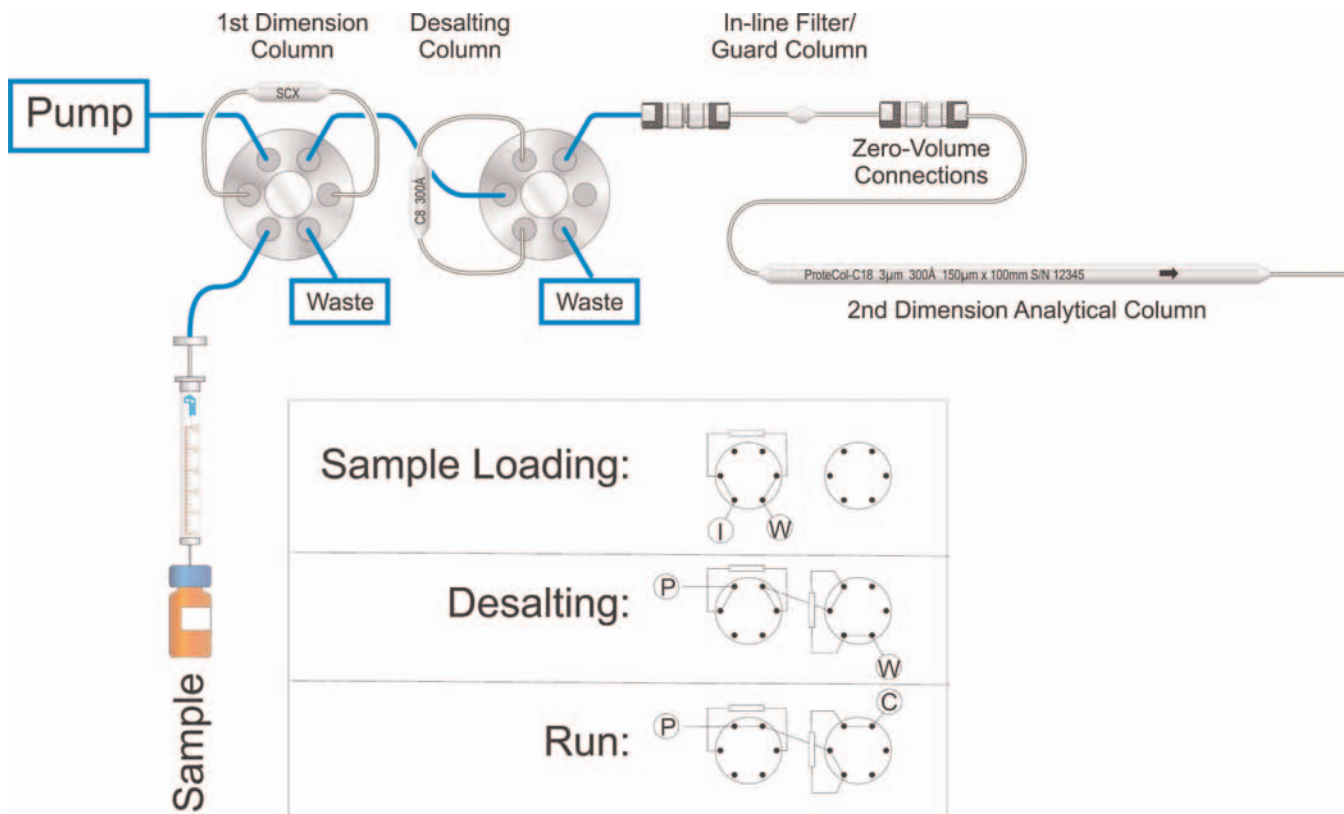 1st Dimension
Column
Desalting
Column
In-line Filter/
Guard Column
Pump
SCX
C8 300Å
Zero-Volume
Connections
Waste
Waste
ProteCol-C18 3µm 300Å 150µm x 100mm S/N 12345
2nd Dimension Analytical Column
Sample
Sample Loading:
I
W
Desalting:
P
W
Run:
P
C